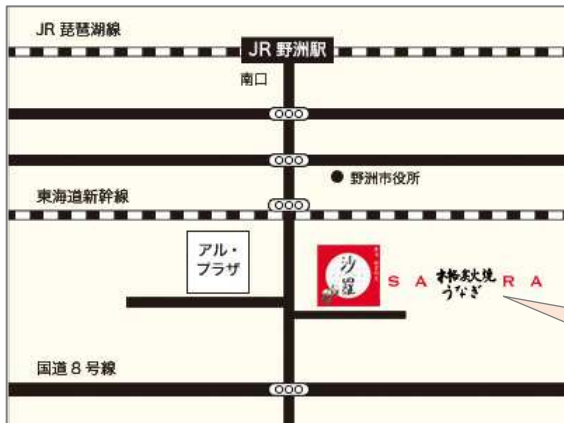 JR 琵琶湖線
JR 野洲駅
南口
野洲市役所
東海道新幹線
アル・
プラザ
沙羅
S A
本格炭火焼
うなぎ
R A
国道 8 号線